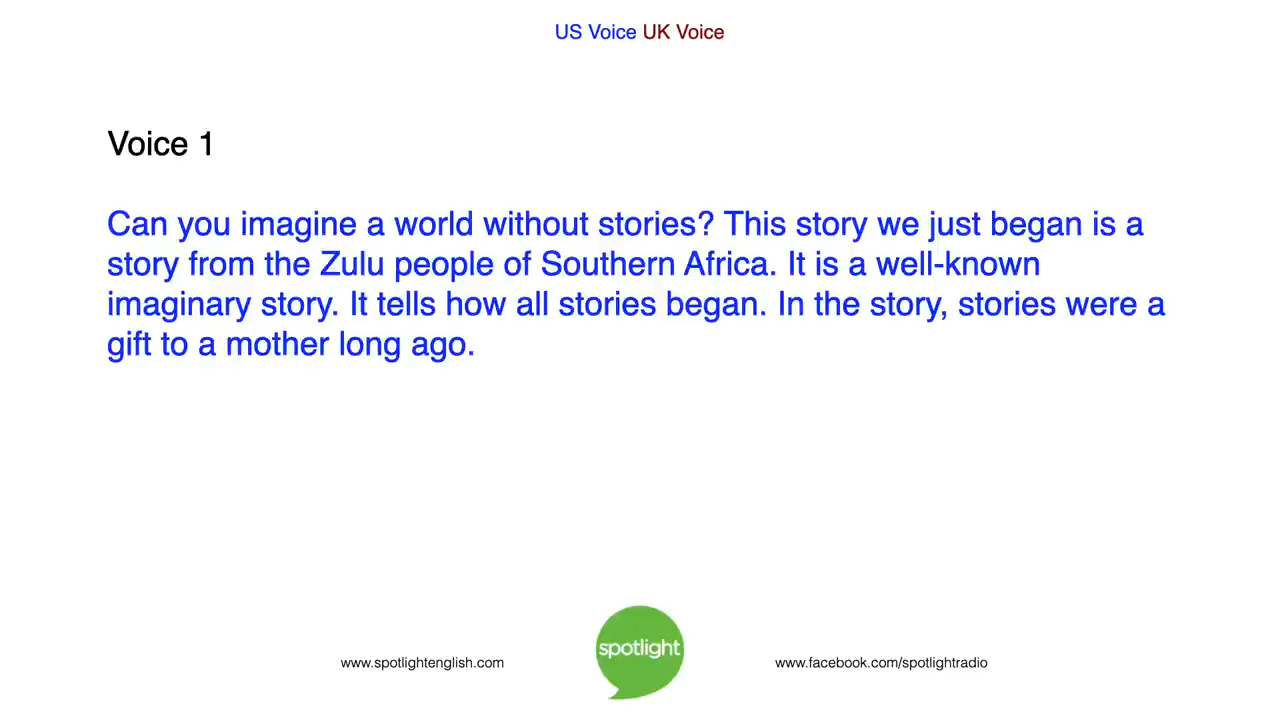 US Voice UK Voice
Voice 1
Can you imagine a world without stories? This story we just began is a
story from the Zulu people of Southern Africa. It is a well-known
imaginary story. It tells how all stories began. In the story, stories were a
gift to a mother long ago.
spotlight
www.spotlightenglish.com
www.facebook.com/spotlightradio